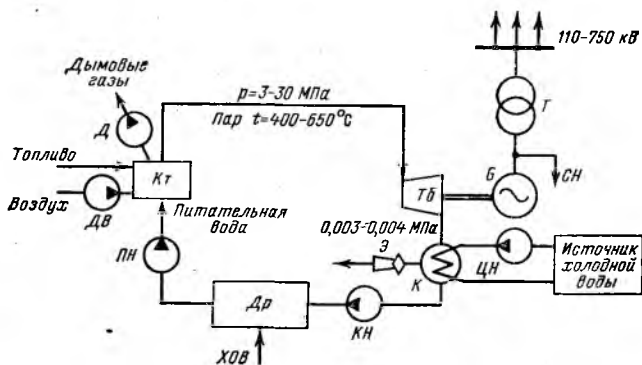 110-750 кВ
Дымовые
газы
Д
p=3-30 МПа
Пар t=400-650°С
Т
Топливо
Кт
Тб
G
СН
Воздух
ДВ
Питательная
вода
0,003-0,004 МПа
Э
ПН
К
ЦН
Источник
холодной
воды
Др
КН
ХОВ